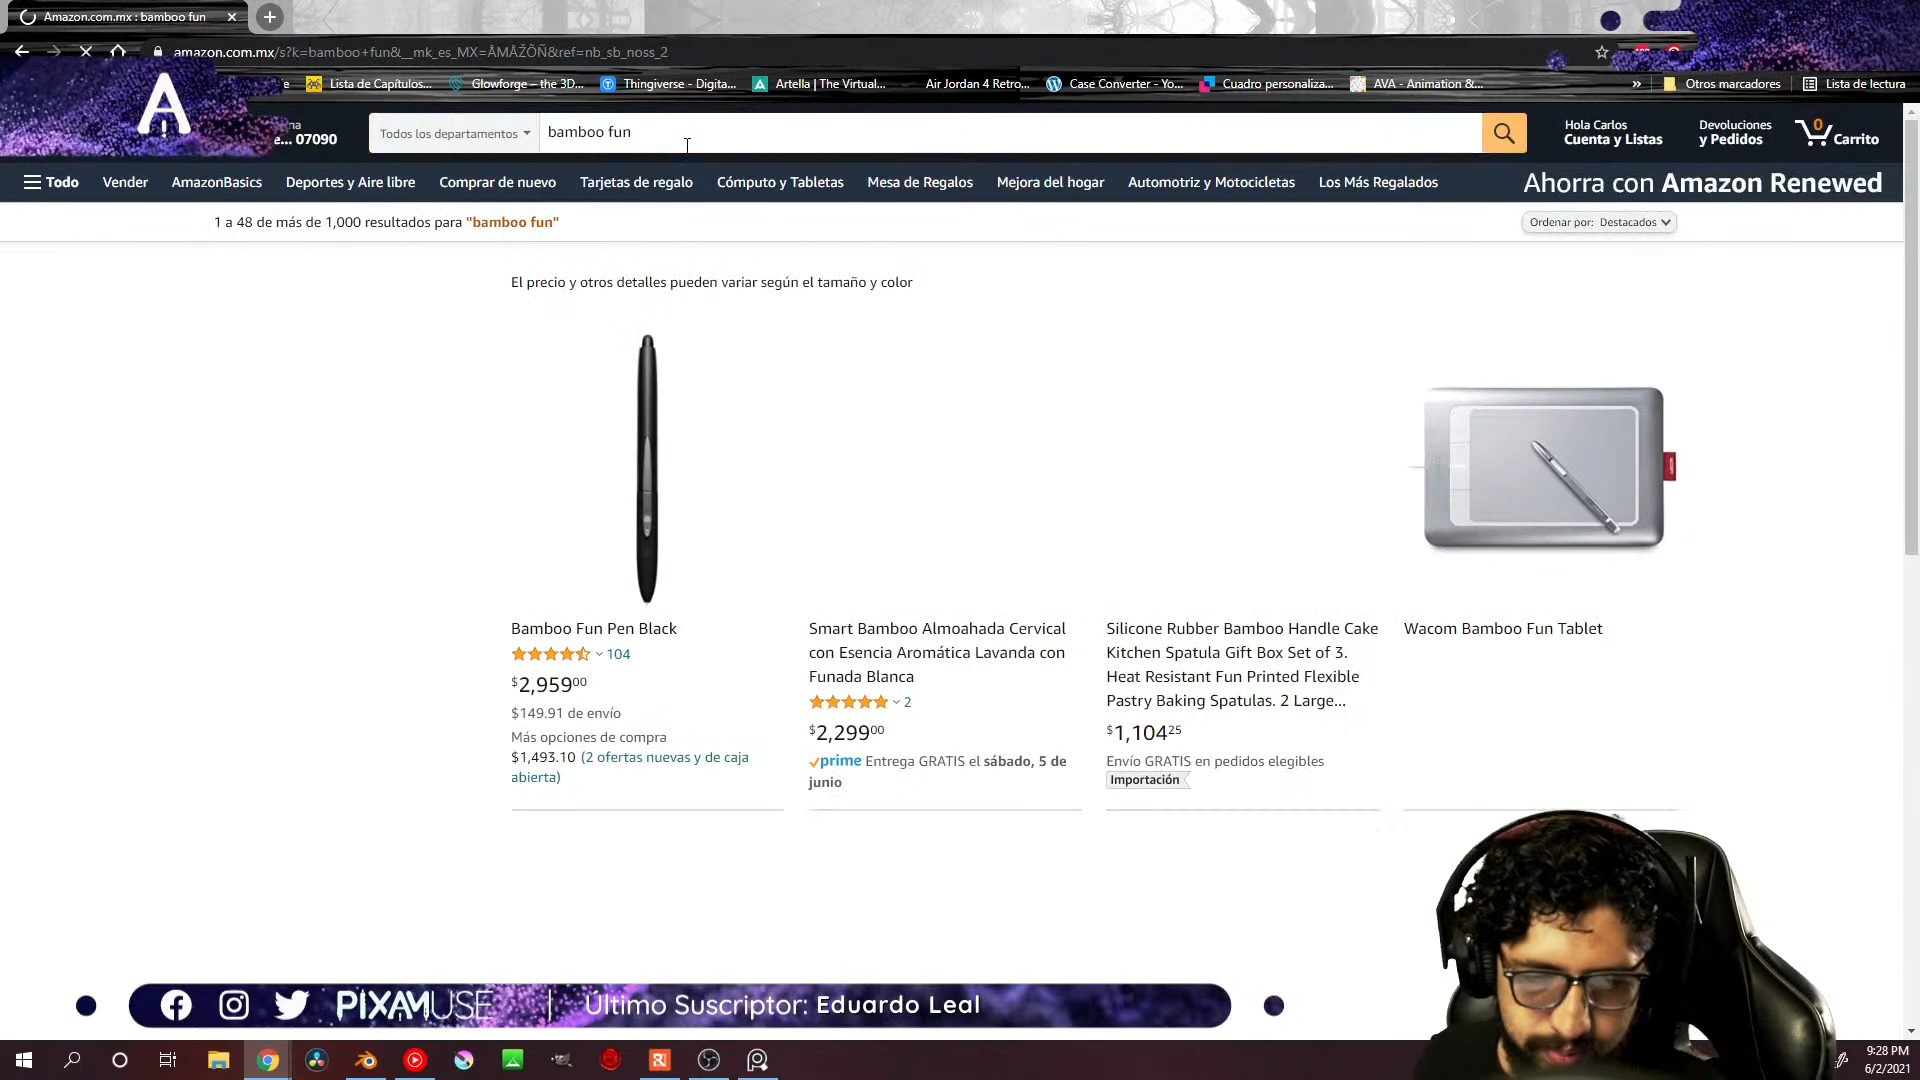 Amazon.com.mx : bamboo fun
amazon.com.mx/s?k=bamboo+fun&__mk_es_MX=ÅMÅŽÕÑ&ref=nb_sb_noss_2
Lista de Capítulos...
Glowforge – the 3D...
Thingiverse - Digita...
Artella | The Virtual...
Air Jordan 4 Retro...
Case Converter - Yo...
Cuadro personaliza...
AVA - Animation &...
»
Otros marcadores
Lista de lectura
e... 07090
Todos los departamentos
bamboo fun
Hola Carlos
Cuenta y Listas
Devoluciones
y Pedidos
0
Carrito
Todo
Vender
AmazonBasics
Deportes y Aire libre
Comprar de nuevo
Tarjetas de regalo
Cómputo y Tabletas
Mesa de Regalos
Mejora del hogar
Automotriz y Motocicletas
Los Más Regalados
Ahorra con Amazon Renewed
1 a 48 de más de 1,000 resultados para "bamboo fun"
Ordenar por: Destacados
El precio y otros detalles pueden variar según el tamaño y color
Bamboo Fun Pen Black
104
$2,959.00
$149.91 de envío
Más opciones de compra
$1,493.10 (2 ofertas nuevas y de caja
abierta)
Smart Bamboo Almoahada Cervical
con Esencia Aromática Lavanda con
Funada Blanca
2
$2,299.00
prime Entrega GRATIS el sábado, 5 de
junio
Silicone Rubber Bamboo Handle Cake
Kitchen Spatula Gift Box Set of 3.
Heat Resistant Fun Printed Flexible
Pastry Baking Spatulas. 2 Large...
$1,104.25
Envío GRATIS en pedidos elegibles
Importación
Wacom Bamboo Fun Tablet
PIXAMUSE
Último Suscriptor: Eduardo Leal
9:28 PM
6/2/2021